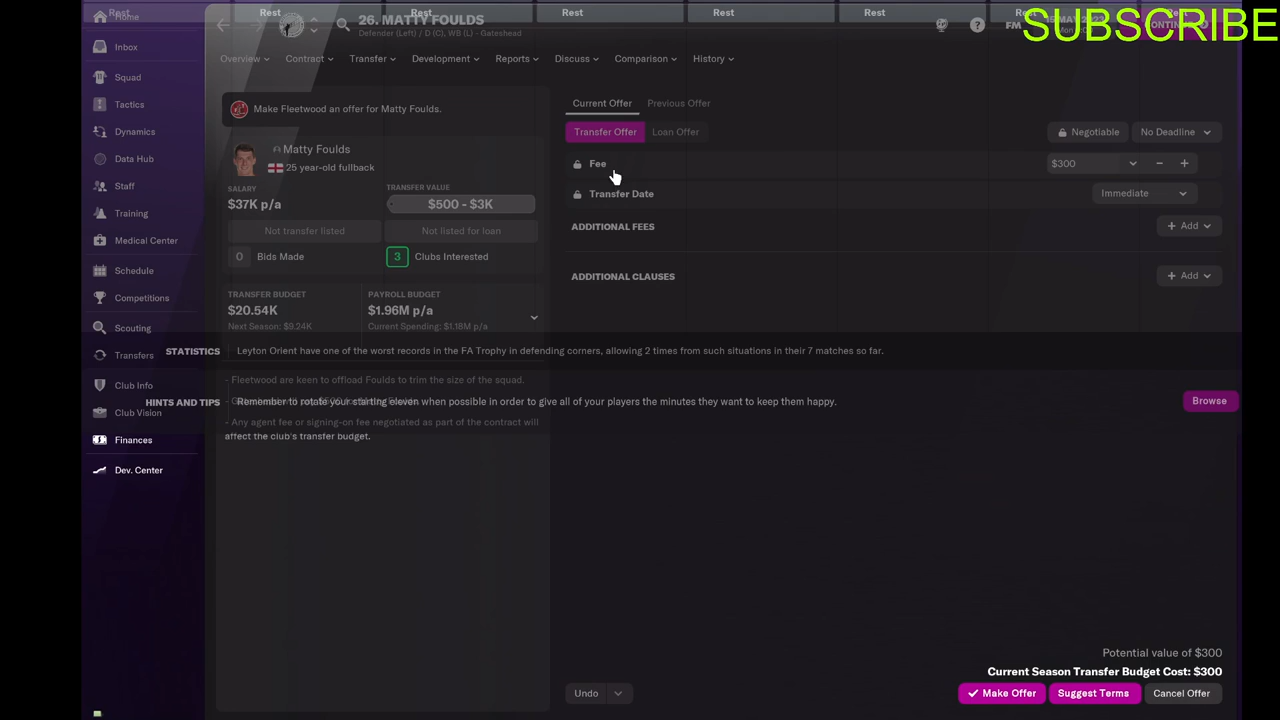 Rest Rest Rest Rest Rest Rest Rest Rest
SUBSCRIBE
Home
Inbox
Squad
Tactics
Dynamics
Data Hub
Staff
Training
Medical Center
Schedule
Competitions
Scouting
Transfers
Club Info
Club Vision
Finances
Dev. Center
26. MATTY FOULDS
Defender (Left) / D (C), WB (L) - Gateshead
FM
Overview Contract Transfer Development Reports Discuss Comparison History
Make Fleetwood an offer for Matty Foulds.
Matty Foulds
25 year-old fullback
SALARY TRANSFER VALUE
$37K p/a $500 - $3K
Not transfer listed Not listed for loan
0 Bids Made 3 Clubs Interested
TRANSFER BUDGET PAYROLL BUDGET
$20.54K $1.96M p/a
Next Season: $9.24K Current Spending: $1.18M p/a
Current Offer Previous Offer
Transfer Offer Loan Offer Negotiable No Deadline
Fee $300
Transfer Date Immediate
ADDITIONAL FEES Add
ADDITIONAL CLAUSES Add
STATISTICS Leyton Orient have one of the worst records in the FA Trophy in defending corners, allowing 2 times from such situations in their 7 matches so far.
- Fleetwood are keen to offload Foulds to trim the size of the squad.
HINTS AND TIPS Remember to rotate your starting eleven when possible in order to give all of your players the minutes they want to keep them happy. Browse
- Any agent fee or signing-on fee negotiated as part of the contract will
affect the club's transfer budget.
Potential value of $300
Current Season Transfer Budget Cost: $300
Undo Make Offer Suggest Terms Cancel Offer